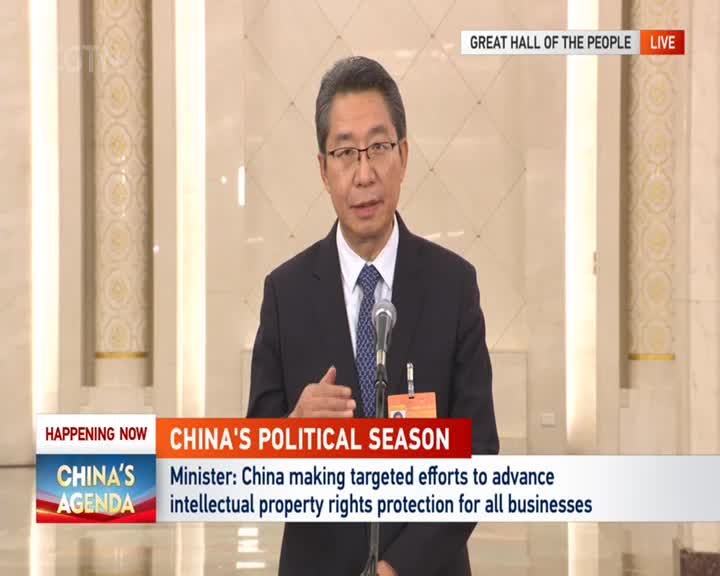 CGTN
GREAT HALL OF THE PEOPLE LIVE
HAPPENING NOW
CHINA'S POLITICAL SEASON
CHINA'S
AGENDA
Minister: China making targeted efforts to advance
intellectual property rights protection for all businesses